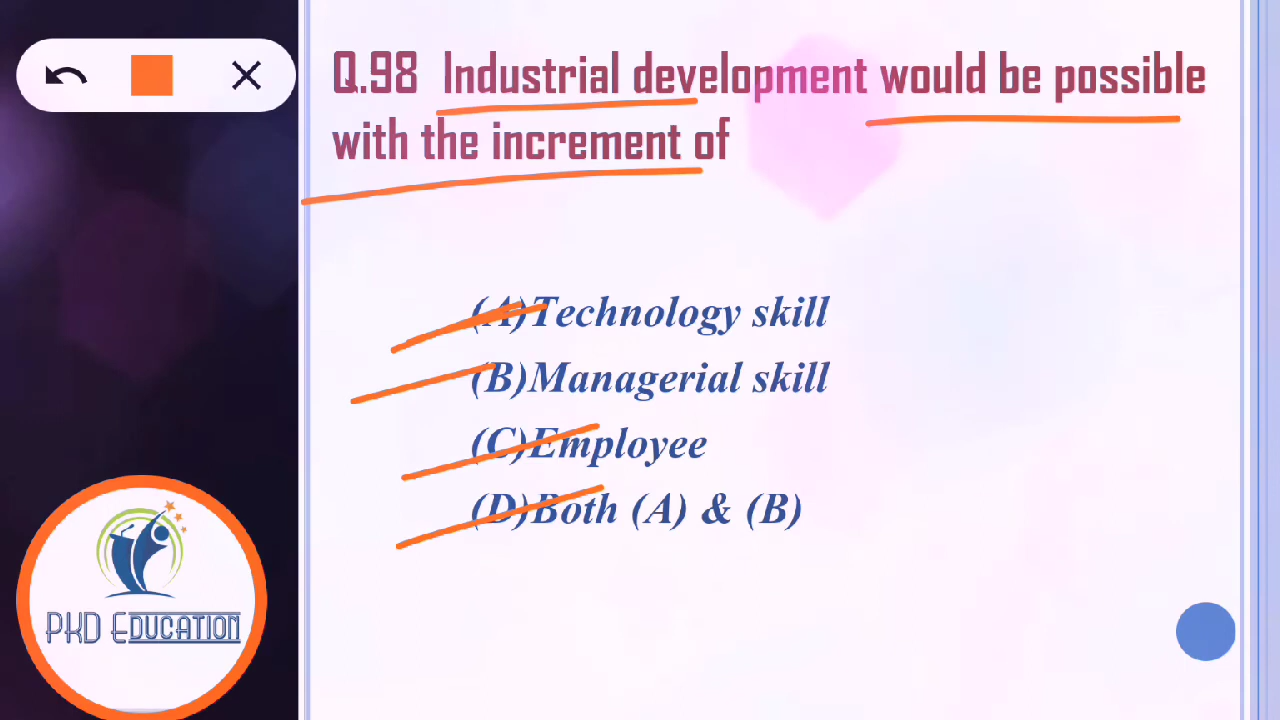 Q.98 Industrial development would be possible
with the increment of
(A)Technology skill
(B)Managerial skill
(C)Employee
(D)Both (A) & (B)
PKD EDUCATION